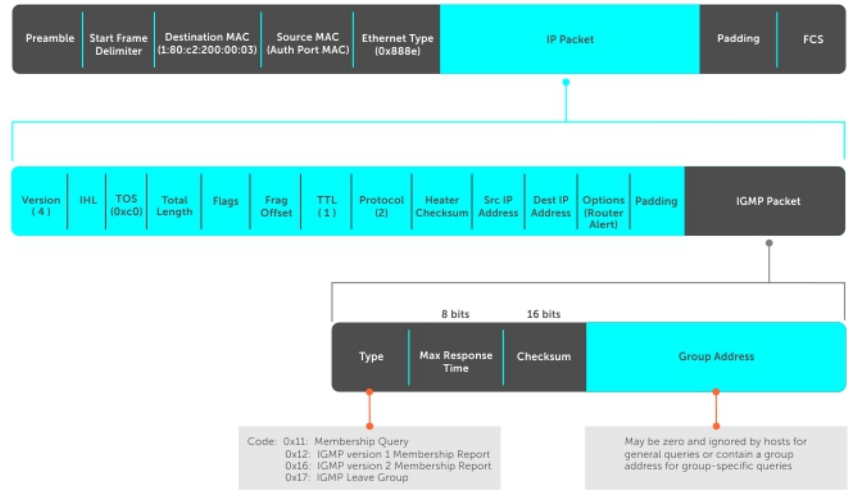 Preamble
Start Frame
Delimiter
Destination MAC
(1:80:c2:200:00:03)
Source MAC
(Auth Port MAC)
Ethernet Type
(0x888e)
IP Packet
Padding
FCS
Version
( 4 )
IHL
TOS
(0xc0)
Total
Length
Flags
Frag
Offset
TTL
( 1 )
Protocol
(2)
Heater
Checksum
Src IP
Address
Dest IP
Address
Options
(Router
Alert)
Padding
IGMP Packet
8 bits
16 bits
Type
Max Response
Time
Checksum
Group Address
Code: 0x11: Membership Query
0x12: IGMP version 1 Membership Report
0x16: IGMP version 2 Membership Report
0x17: IGMP Leave Group
May be zero and ignored by hosts for
general queries or contain a group
address for group-specific queries